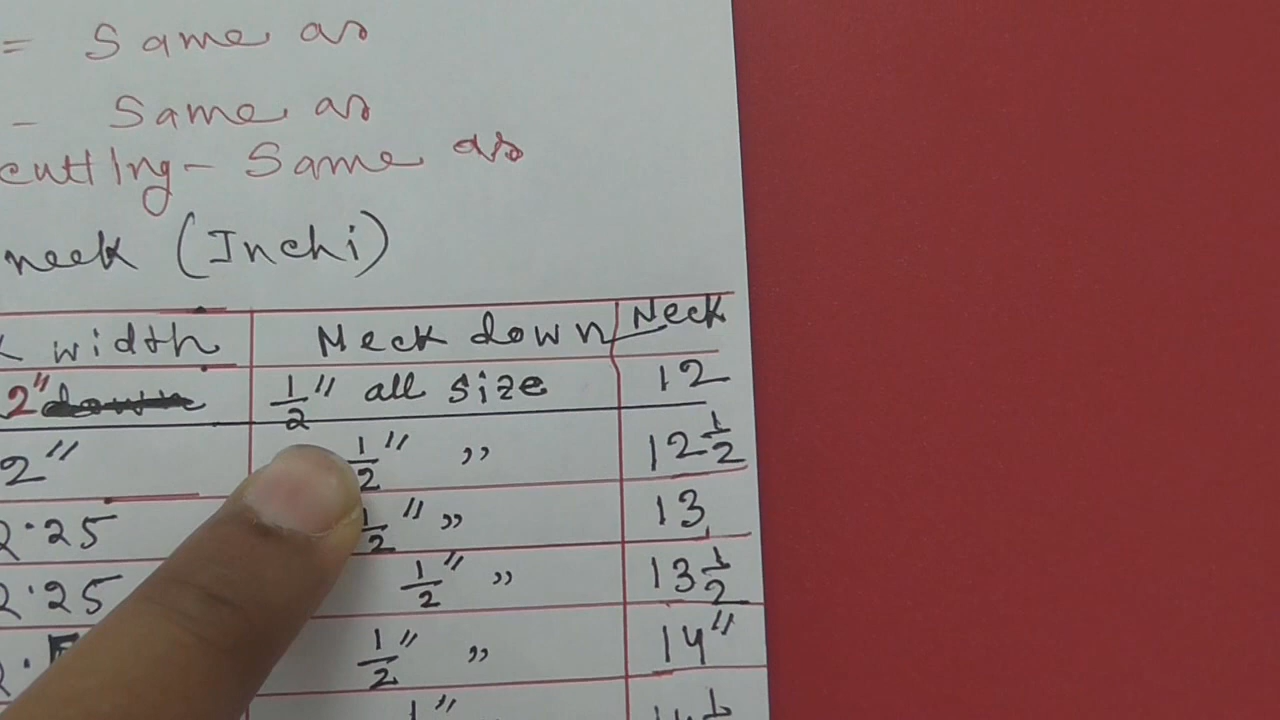 = Same as
- Same as
cutting - Same as
neck (Inchi)
width Neck down Neck
2" 1/2" all size 12
2" 1/2" ,, 12 1/2
2.25 1/2" ,, 13
2.25 1/2" ,, 13 1/2
1/2" ,, 14"